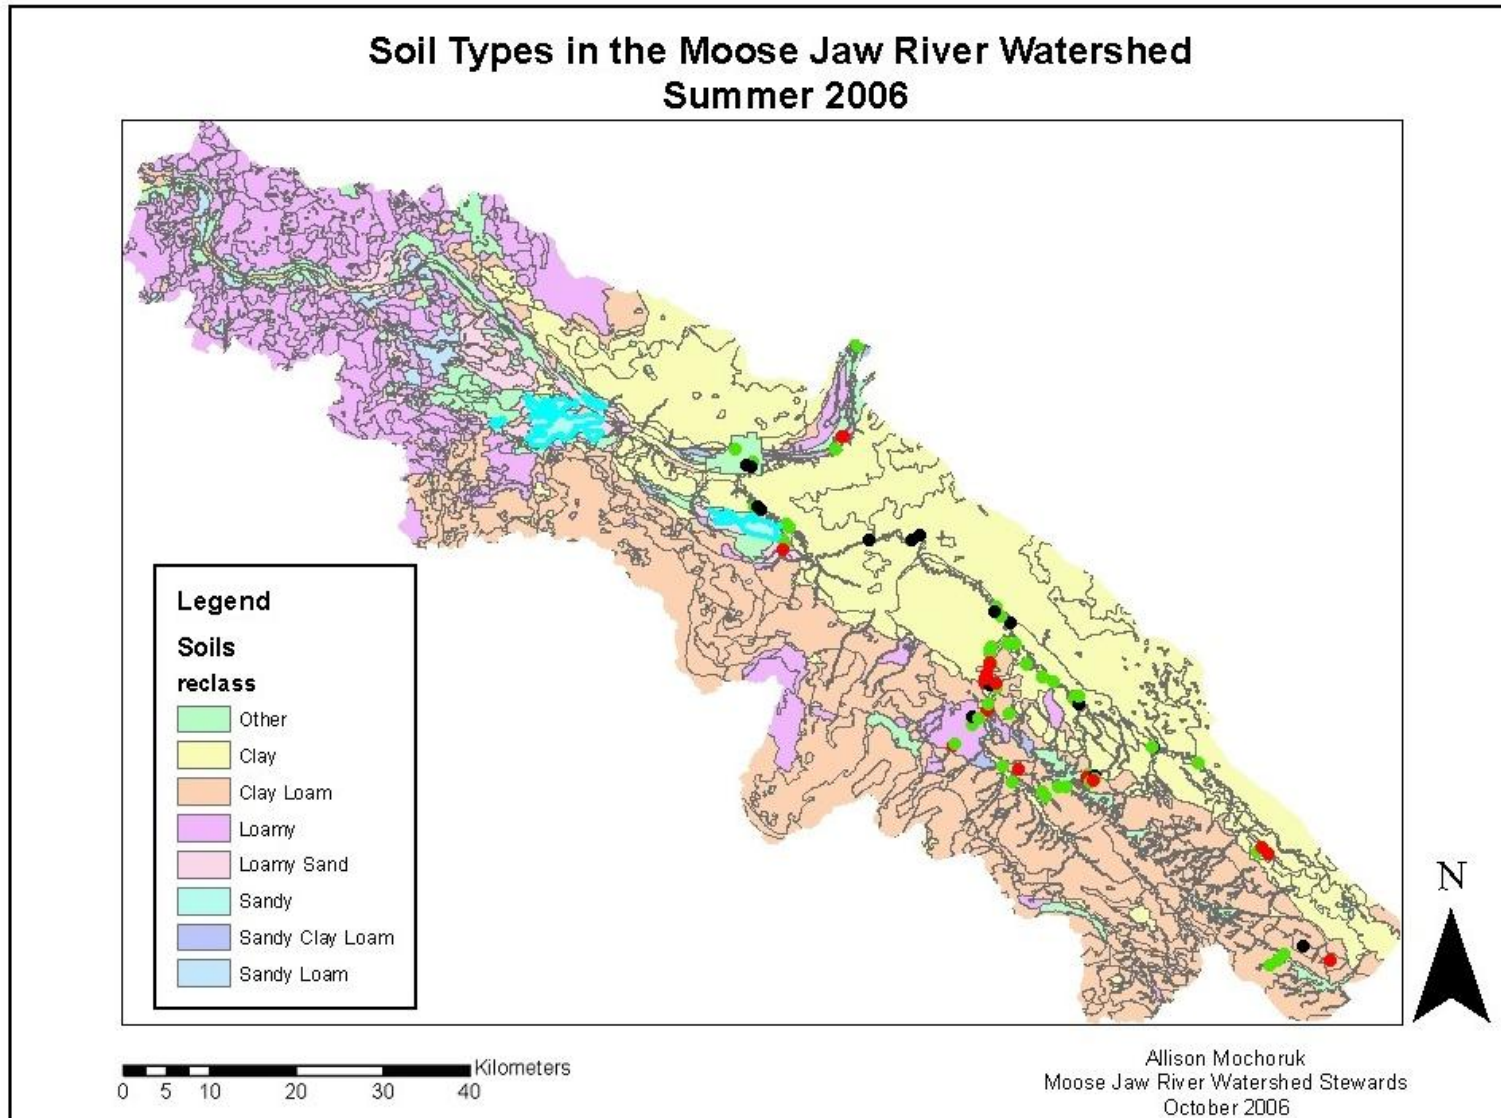 Soil Types in the Moose Jaw River Watershed
Summer 2006
Legend
Soils
reclass
Other
Clay
Clay Loam
Loamy
Loamy Sand
Sandy
Sandy Clay Loam
Sandy Loam
N
Kilometers
0 5 10 20 30 40
Allison Mochoruk
Moose Jaw River Watershed Stewards
October 2006